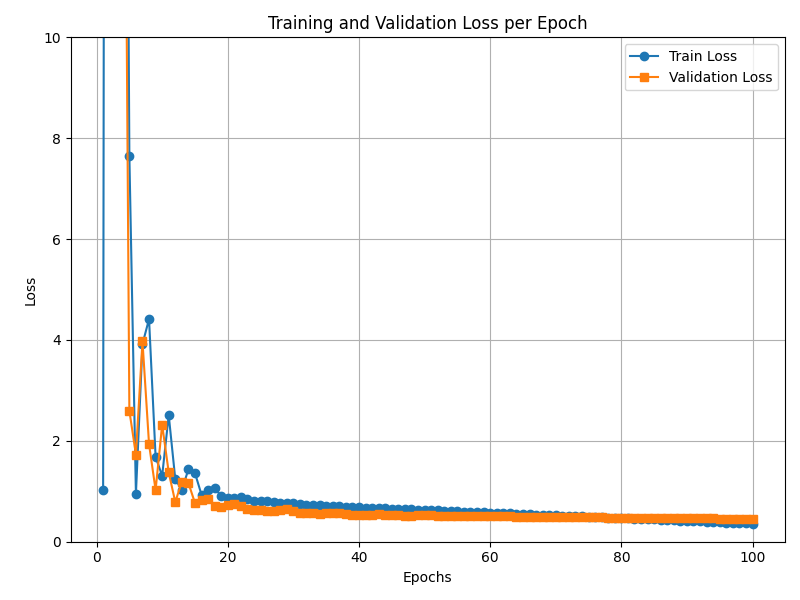 Training and Validation Loss per Epoch
Train Loss
Validation Loss
Loss
10
8
6
4
2
0
0 20 40 60 80 100
Epochs